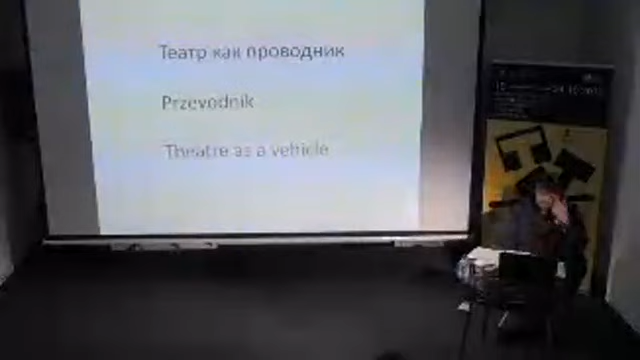 Театр как проводник
Przevodnik
Theatre as a vehicle